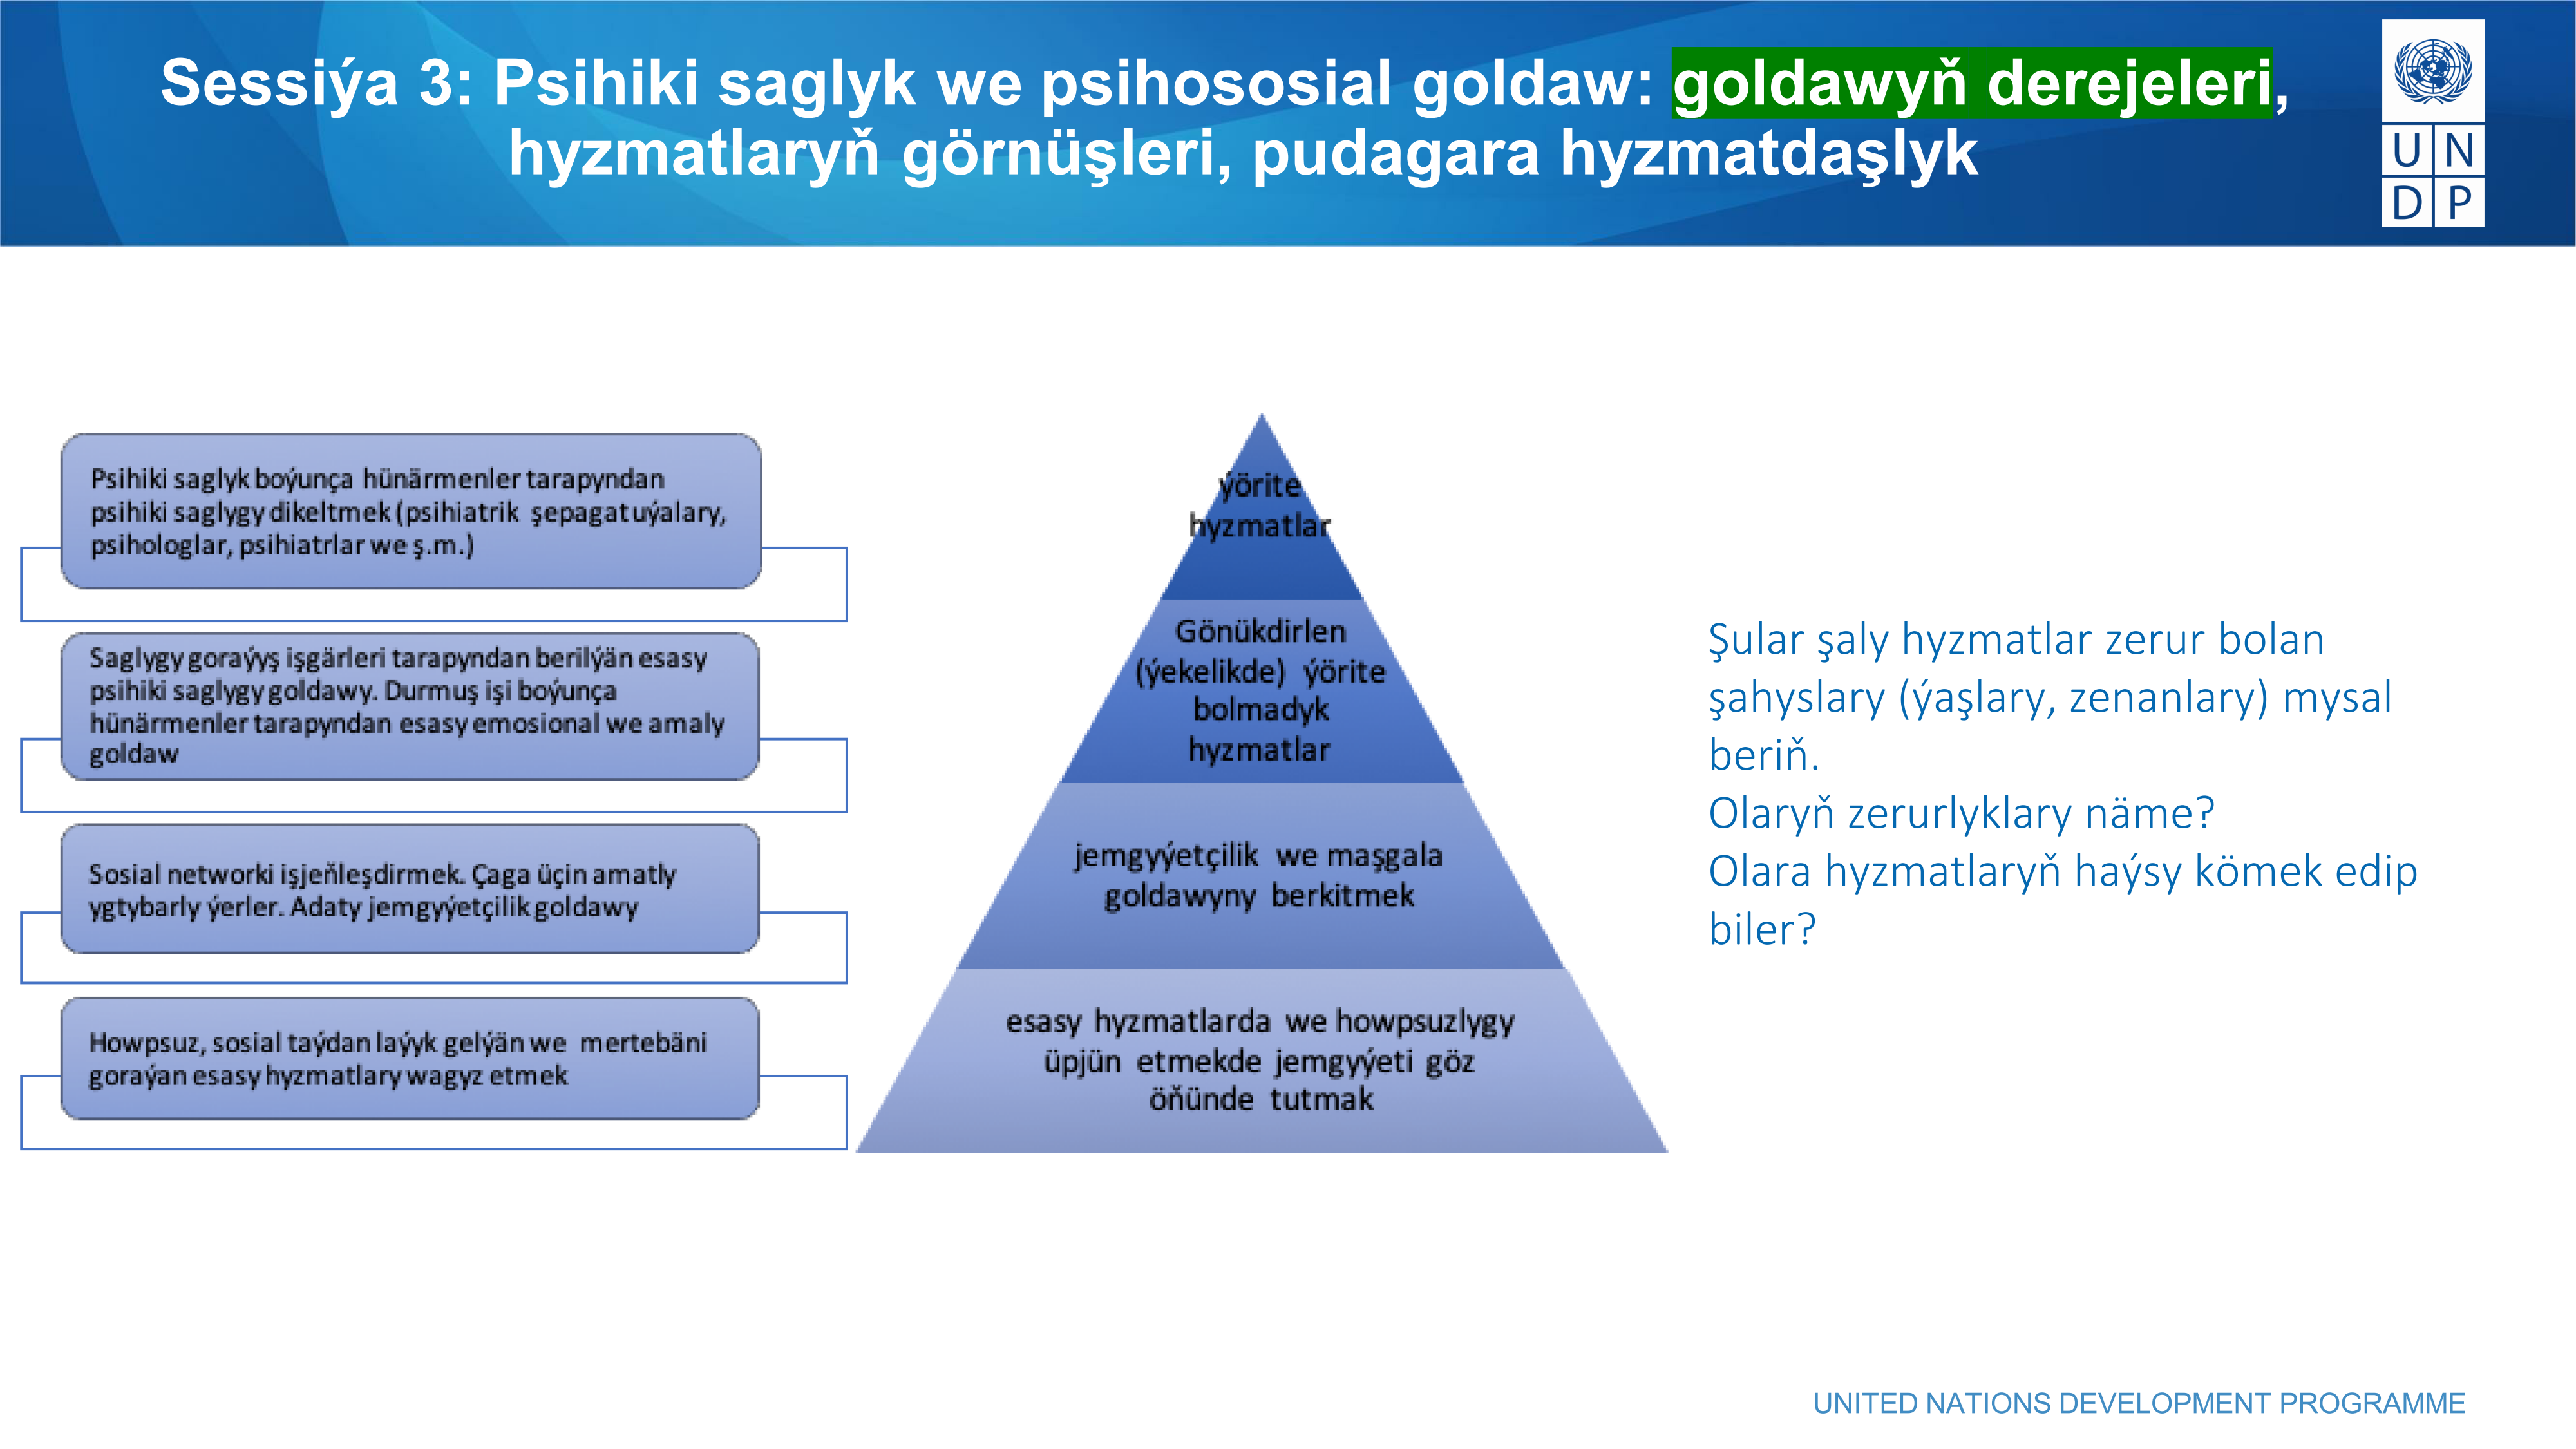 Sessiýa 3: Psihiki saglyk we psihososial goldaw: goldawyň derejeleri,
hyzmatlaryň görnüşleri, pudagara hyzmatdaşlyk
U N
D P
Psihiki saglyk boýunça hünärmenler tarapyndan
psihiki saglygy dikeltmek (psihiatrik şepagat uýalary,
psihologlar, psihiatrlar we ş.m.)
Saglygy goraýyş işgärleri tarapyndan berilýän esasy
psihiki saglygy goldawy. Durmuş işi boýunça
hünärmenler tarapyndan esasy emosional we amaly
goldaw
Sosial networki işjeňleşdirmek. Çaga üçin amatly
ygtybarly ýerler. Adaty jemgyýetçilik goldawy
Howpsuz, sosial taýdan laýyk gelýän we mertebäni
goraýan esasy hyzmatlary wagyz etmek
ýörite
hyzmatlar
Gönükdirlen
(ýekelikde) ýörite
bolmadyk
hyzmatlar
jemgyýetçilik we maşgala
goldawyny berkitmek
esasy hyzmatlarda we howpsuzlygy
üpjün etmekde jemgyýeti göz
öňünde tutmak
Şular şaly hyzmatlar zerur bolan
şahyslary (ýaşlary, zenanlary) mysal
beriň.
Olaryň zerurlyklary näme?
Olara hyzmatlaryň haýsy kömek edip
biler?
UNITED NATIONS DEVELOPMENT PROGRAMME